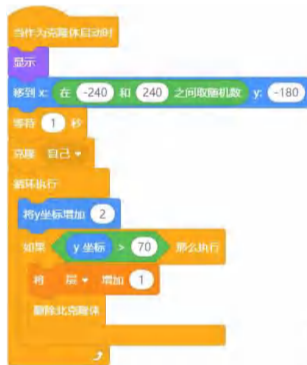 当作为克隆体启动时
显示
移到 x: 在 -240 和 240 之间取随机数 y: -180
等待 1 秒
克隆 自己
循环执行
将y坐标增加 2
如果 y 坐标 > 70 那么执行
将 层 增加 1
删除此克隆体